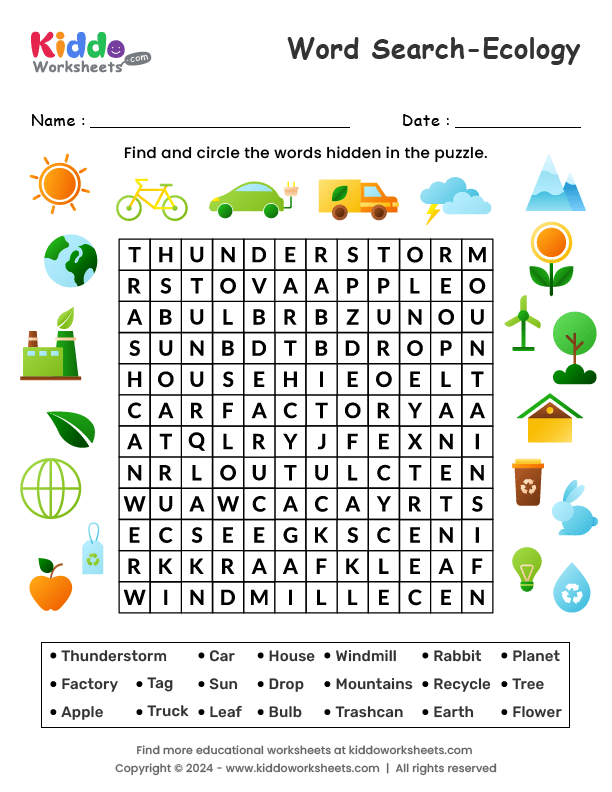 Kiddo
Worksheets .com
Word Search-Ecology
Name :
Date :
Find and circle the words hidden in the puzzle.
T H U N D E R S T O R M
R S T O V A A P P L E O
A B U L B R B Z U N O U
S U N B D T B D R O P N
H O U S E H I E O E L T
C A R F A C T O R Y A A
A T Q L R Y J F E X N I
N R L O U T U L C T E N
W U A W C A C A Y R T S
E C S E E G K S C E N I
R K K R A A F K L E A F
W I N D M I L L E C E N
• Thunderstorm • Car • House • Windmill • Rabbit • Planet
• Factory • Tag • Sun • Drop • Mountains • Recycle • Tree
• Apple • Truck • Leaf • Bulb • Trashcan • Earth • Flower
Find more educational worksheets at kiddoworksheets.com
Copyright © 2024 - www.kiddoworksheets.com | All rights reserved